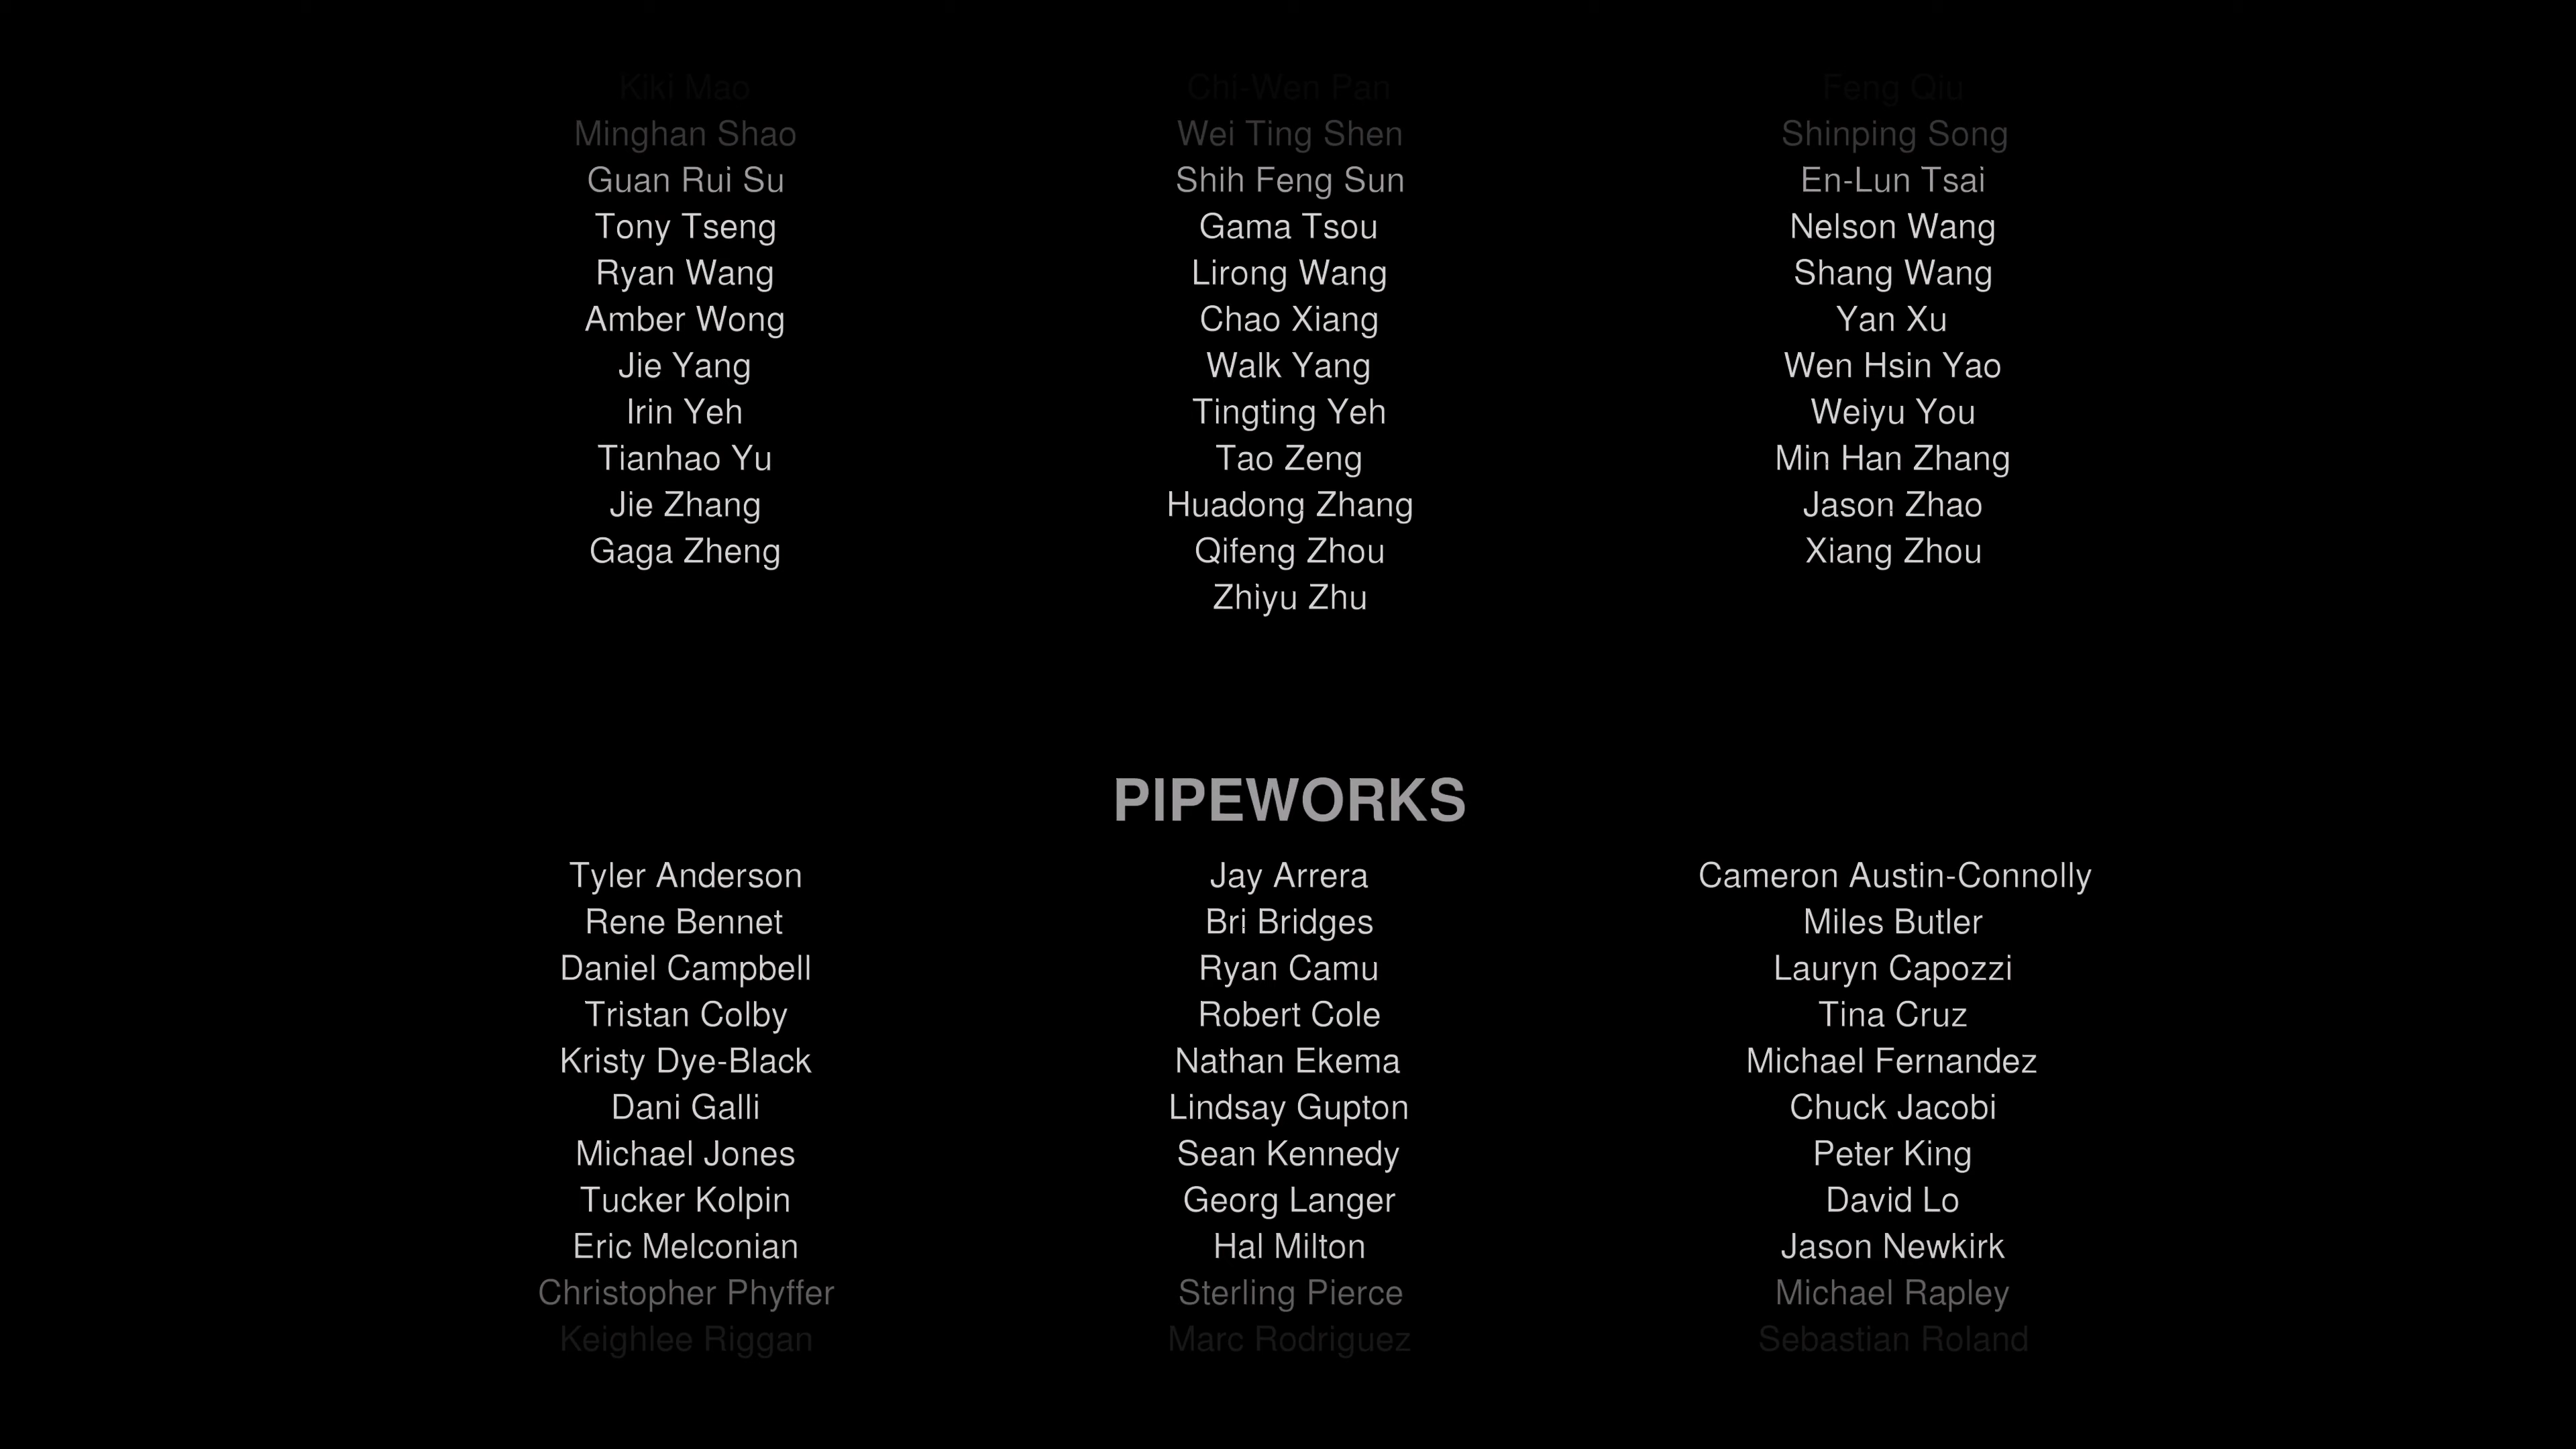 Kiki Mao Chi-Wen Pan Feng Qiu
Minghan Shao Wei Ting Shen Shinping Song
Guan Rui Su Shih Feng Sun En-Lun Tsai
Tony Tseng Gama Tsou Nelson Wang
Ryan Wang Lirong Wang Shang Wang
Amber Wong Chao Xiang Yan Xu
Jie Yang Walk Yang Wen Hsin Yao
Irin Yeh Tingting Yeh Weiyu You
Tianhao Yu Tao Zeng Min Han Zhang
Jie Zhang Huadong Zhang Jason Zhao
Gaga Zheng Qifeng Zhou Xiang Zhou
Zhiyu Zhu
PIPEWORKS
Tyler Anderson Jay Arrera Cameron Austin-Connolly
Rene Bennet Bri Bridges Miles Butler
Daniel Campbell Ryan Camu Lauryn Capozzi
Tristan Colby Robert Cole Tina Cruz
Kristy Dye-Black Nathan Ekema Michael Fernandez
Dani Galli Lindsay Gupton Chuck Jacobi
Michael Jones Sean Kennedy Peter King
Tucker Kolpin Georg Langer David Lo
Eric Melconian Hal Milton Jason Newkirk
Christopher Phyffer Sterling Pierce Michael Rapley
Keighlee Riggan Marc Rodriguez Sebastian Roland